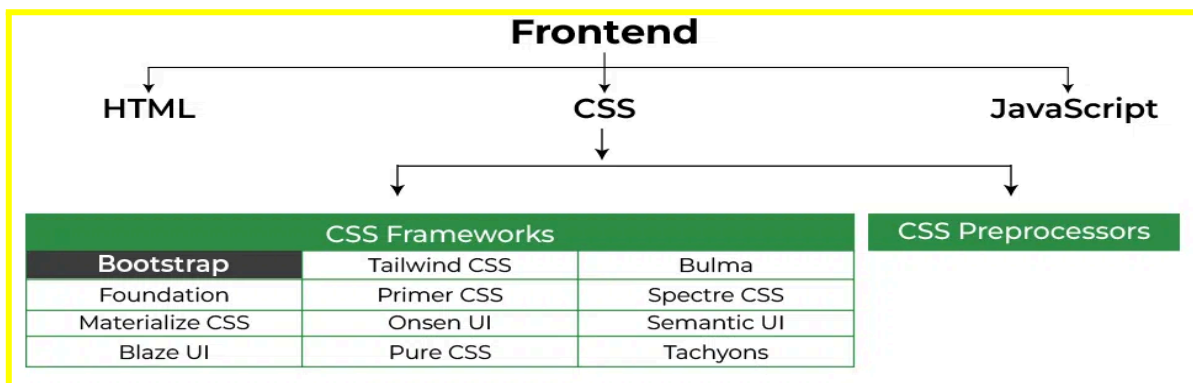 Frontend
HTML CSS JavaScript
CSS Frameworks CSS Preprocessors
Bootstrap Tailwind CSS Bulma
Foundation Primer CSS Spectre CSS
Materialize CSS Onsen UI Semantic UI
Blaze UI Pure CSS Tachyons